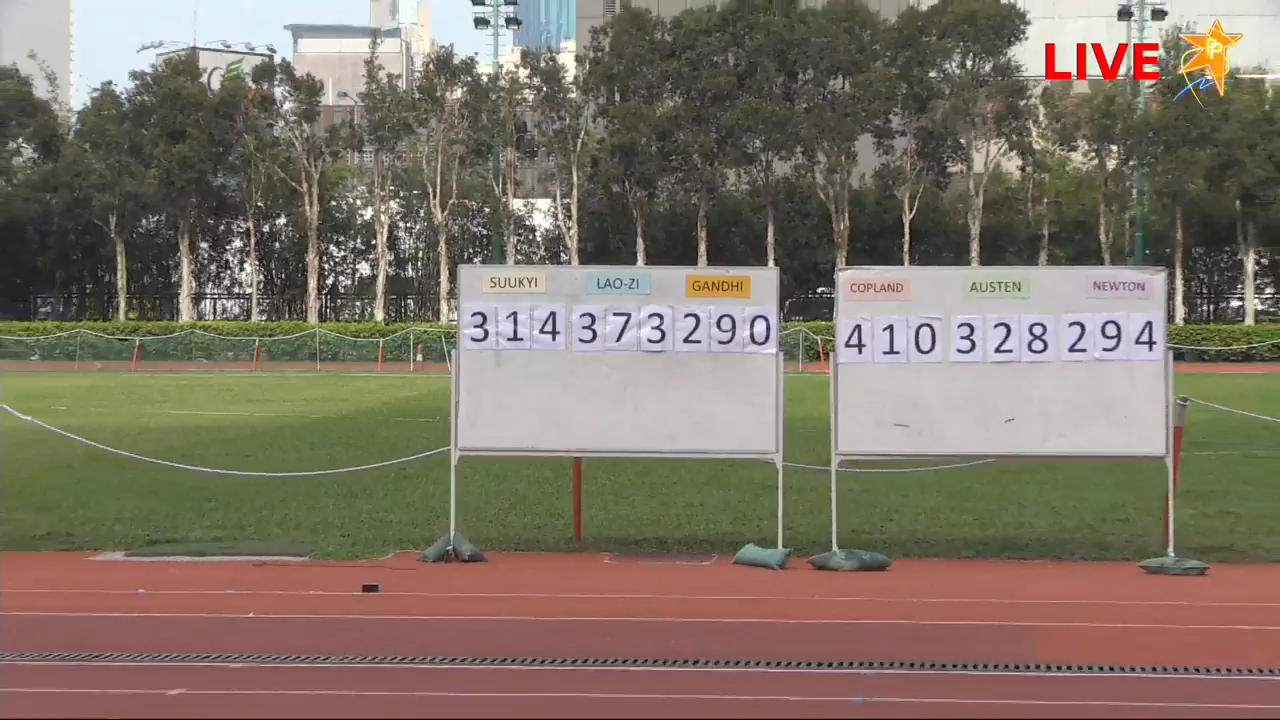 LIVE
SUUKYI LAO-ZI GANDHI
314 373 290
COPLAND AUSTEN NEWTON
410 328 294